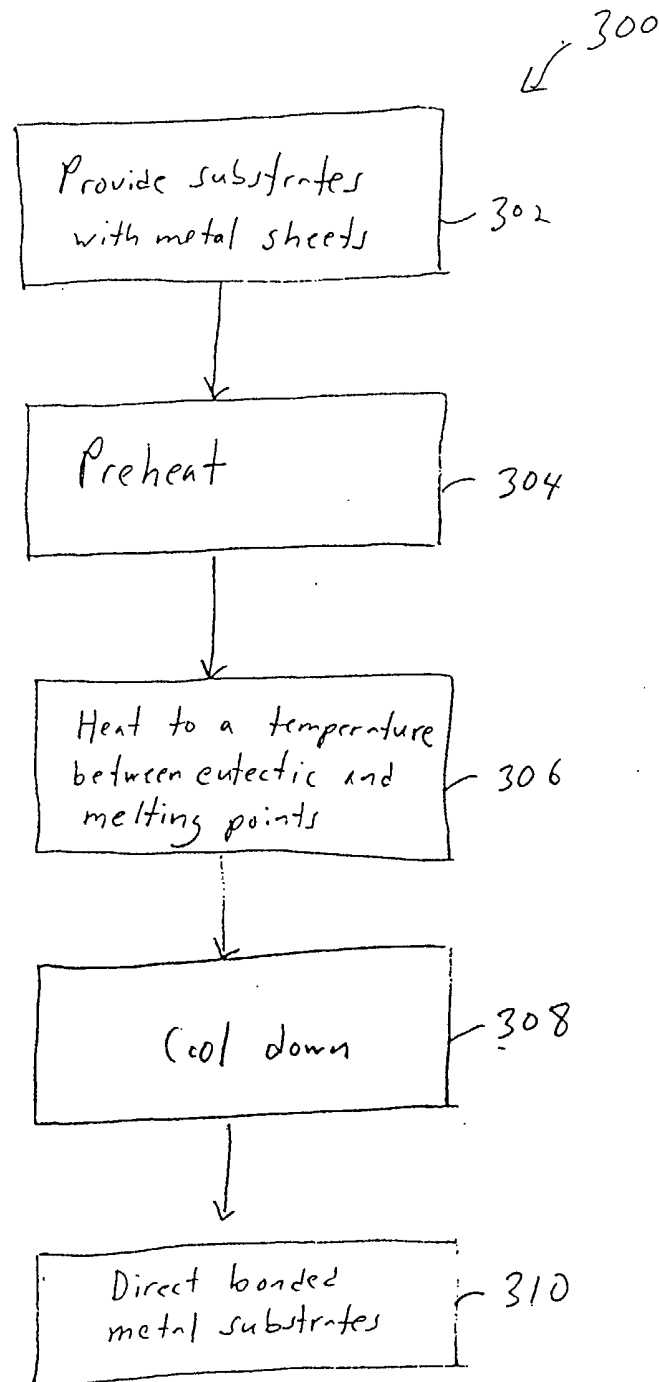 300
Provide substrates
with metal sheets
302
Preheat
304
Heat to a temperature
between eutectic and
melting points
306
Cool down
308
Direct bonded
metal substrates
310